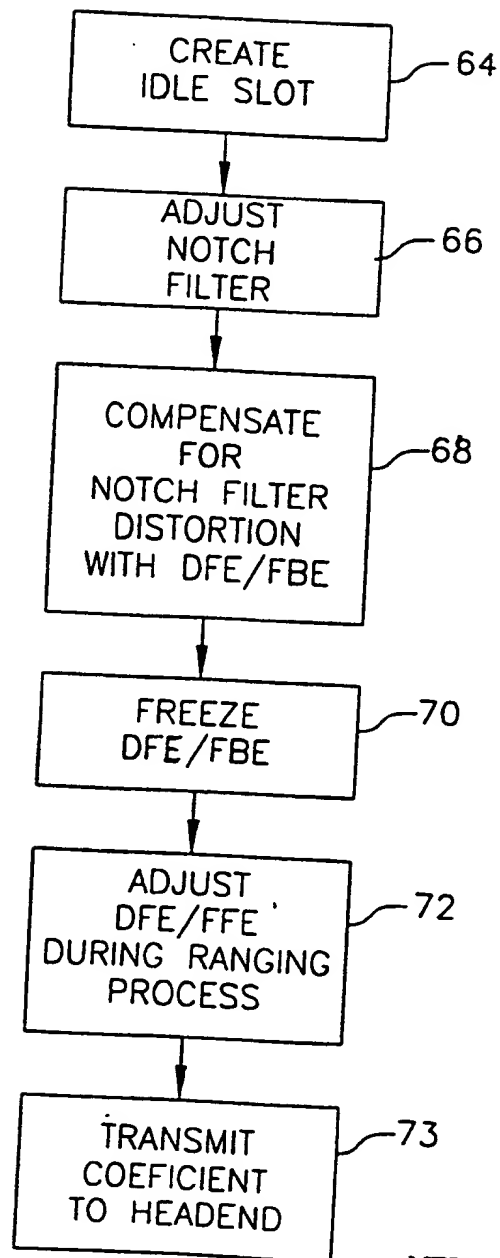 CREATE
IDLE SLOT
64
ADJUST
NOTCH
FILTER
66
COMPENSATE
FOR
NOTCH FILTER
DISTORTION
WITH DFE/FBE
68
FREEZE
DFE/FBE
70
ADJUST
DFE/FFE
DURING RANGING
PROCESS
72
TRANSMIT
COEFICIENT
TO HEADEND
73